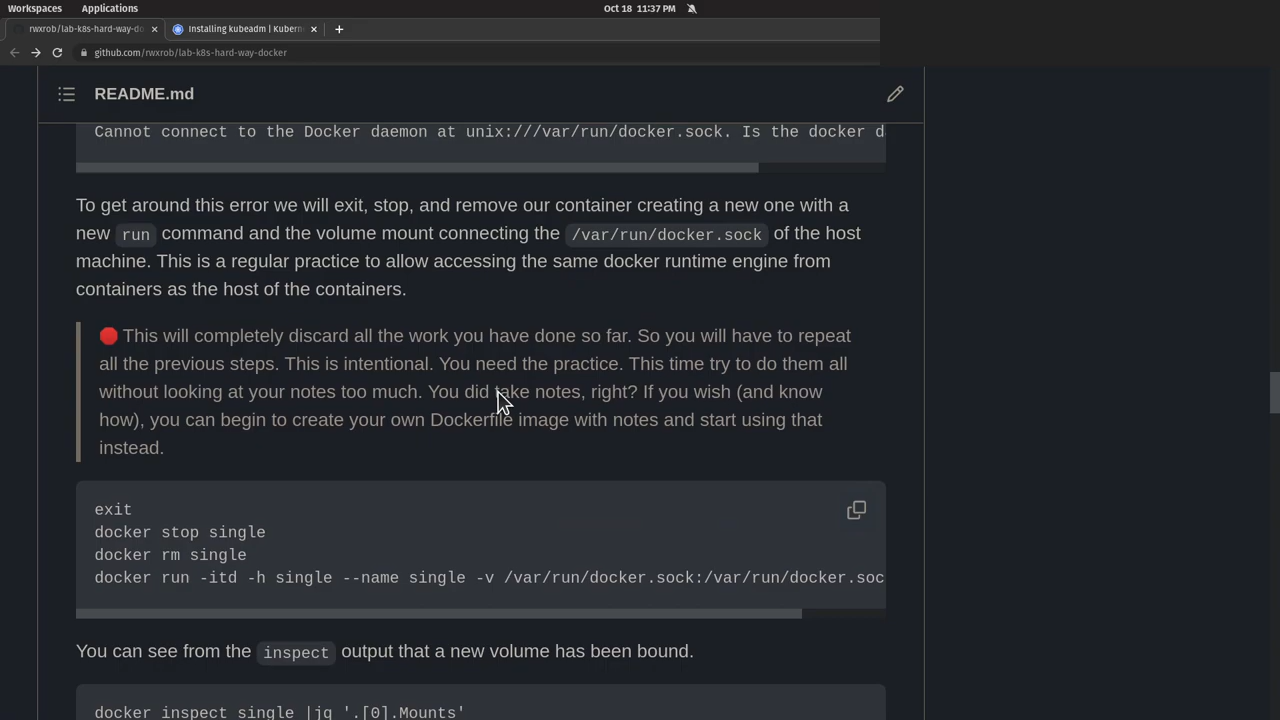 Workspaces Applications Oct 18 11:37 PM
rwxrob/lab-k8s-hard-way-do Installing kubeadm | Kubern
github.com/rwxrob/lab-k8s-hard-way-docker
README.md
Cannot connect to the Docker daemon at unix:///var/run/docker.sock. Is the docker d
To get around this error we will exit, stop, and remove our container creating a new one with a
new run command and the volume mount connecting the /var/run/docker.sock of the host
machine. This is a regular practice to allow accessing the same docker runtime engine from
containers as the host of the containers.
This will completely discard all the work you have done so far. So you will have to repeat
all the previous steps. This is intentional. You need the practice. This time try to do them all
without looking at your notes too much. You did take notes, right? If you wish (and know
how), you can begin to create your own Dockerfile image with notes and start using that
instead.
exit
docker stop single
docker rm single
docker run -itd -h single --name single -v /var/run/docker.sock:/var/run/docker.soc
You can see from the inspect output that a new volume has been bound.
docker inspect single |jq '.[0].Mounts'